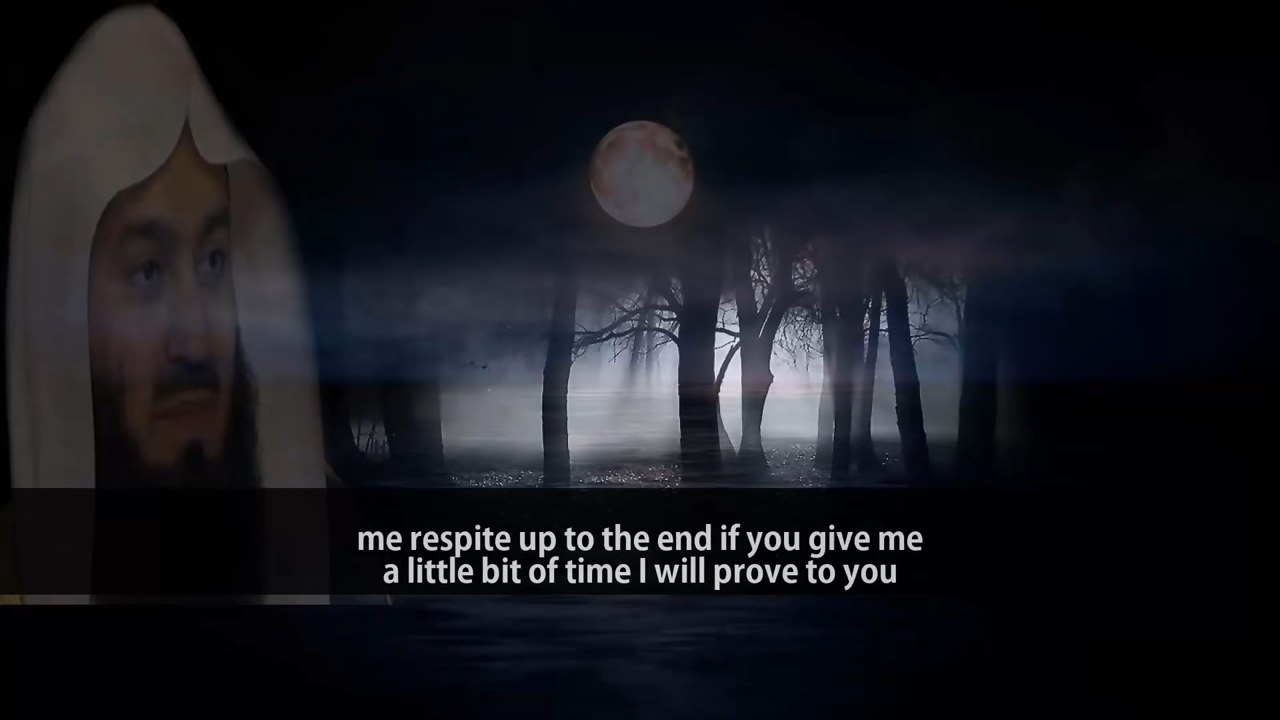 me respite up to the end if you give me
a little bit of time I will prove to you